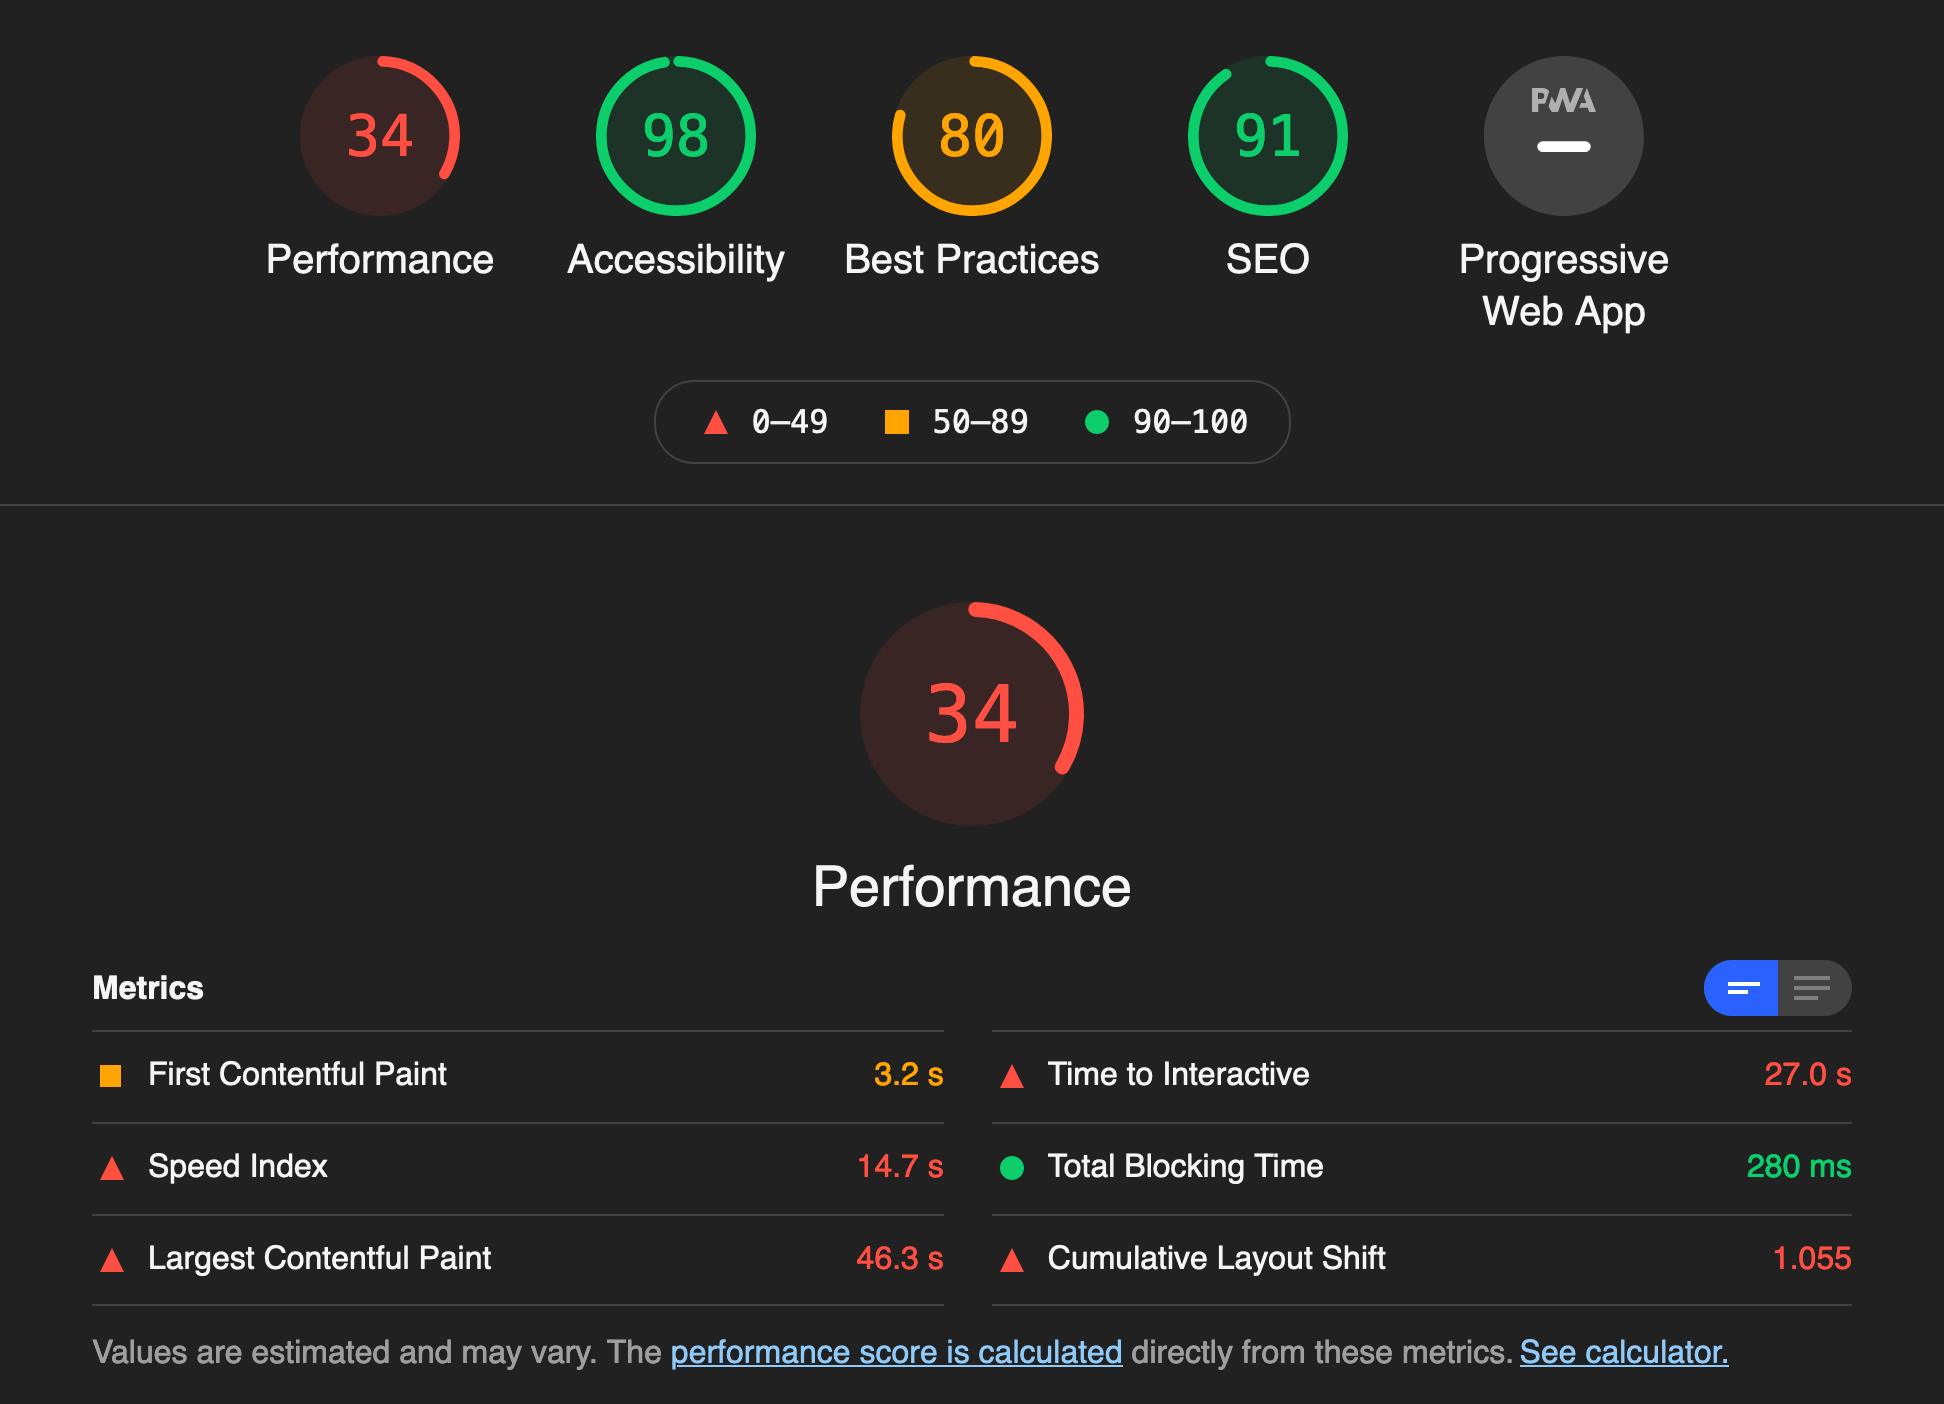 34
98
80
91
PWA
Performance
Accessibility
Best Practices
SEO
Progressive
Web App
0–49
50–89
90–100
34
Performance
Metrics
First Contentful Paint 3.2 s
Time to Interactive 27.0 s
Speed Index 14.7 s
Total Blocking Time 280 ms
Largest Contentful Paint 46.3 s
Cumulative Layout Shift 1.055
Values are estimated and may vary. The performance score is calculated directly from these metrics. See calculator.